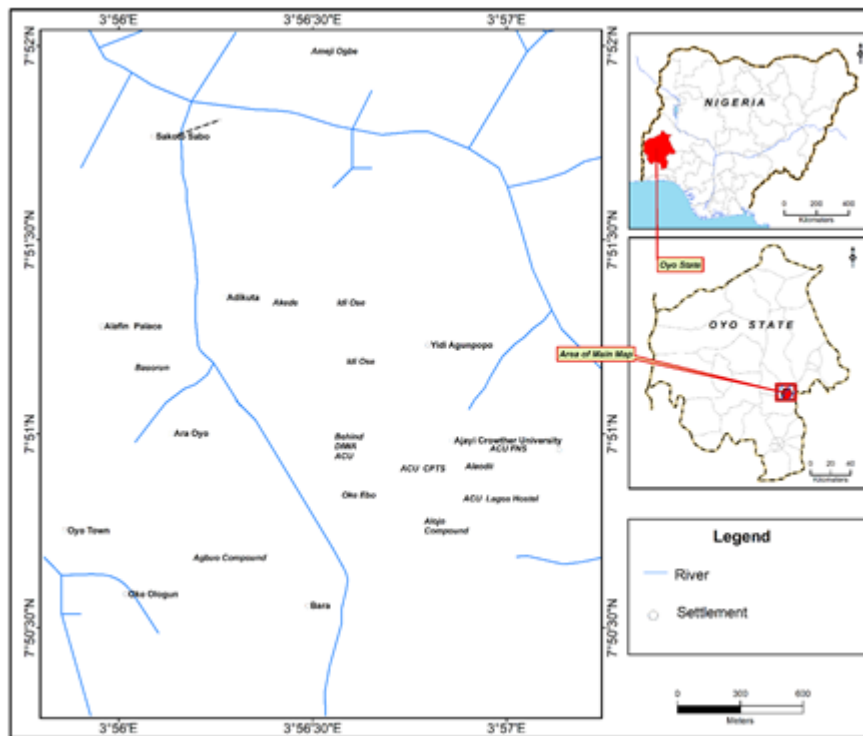 3°56'E
3°56'30"E
3°57'E
7°52'N
7°52'N
Ameji Ogbe
Sakoti Sabo
7°51'30"N
7°51'30"N
Adikuta
Akede
Idi Ose
Alafin Palace
Yidi Agunpopo
Idi Ose
Basorun
Ara Oyo
7°51'N
7°51'N
Behind
DIWA
ACU
Ajayi Crowther University
ACU FNS
ACU CPTS
Alaodi
Oke Ebo
ACU Lagos Hostel
Alojo
Compound
Oyo Town
Agbuo Compound
Oke Ologun
Bara
7°50'30"N
7°50'30"N
3°56'E
3°56'30"E
3°57'E
NIGERIA
0 200 400
Kilometers
Oyo State
OYO STATE
Area of Main Map
0 20 40
Kilometers
Legend
River
Settlement
0 300 600
Meters